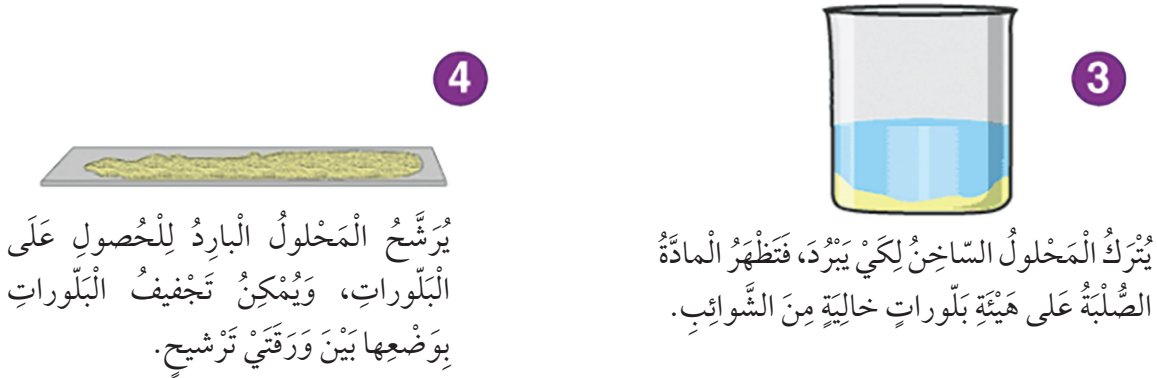 3
يُتْرَكُ الْمَحْلولُ السّاخِنُ لِكَيْ يَبْرُدَ، فَتَظْهَرُ الْمادَّةُ
الصُّلْبَةُ عَلى هَيْئَةِ بَلّوراتٍ خالِيَةٍ مِنَ الشَّوائِبِ.
4
يُرَشَّحُ الْمَحْلولُ الْبارِدُ لِلْحُصولِ عَلَى
الْبَلّوراتِ، وَيُمْكِنُ تَجْفيفُ الْبَلّوراتِ
بِوَضْعِها بَيْنَ وَرَقَتَيْ تَرْشيحٍ.